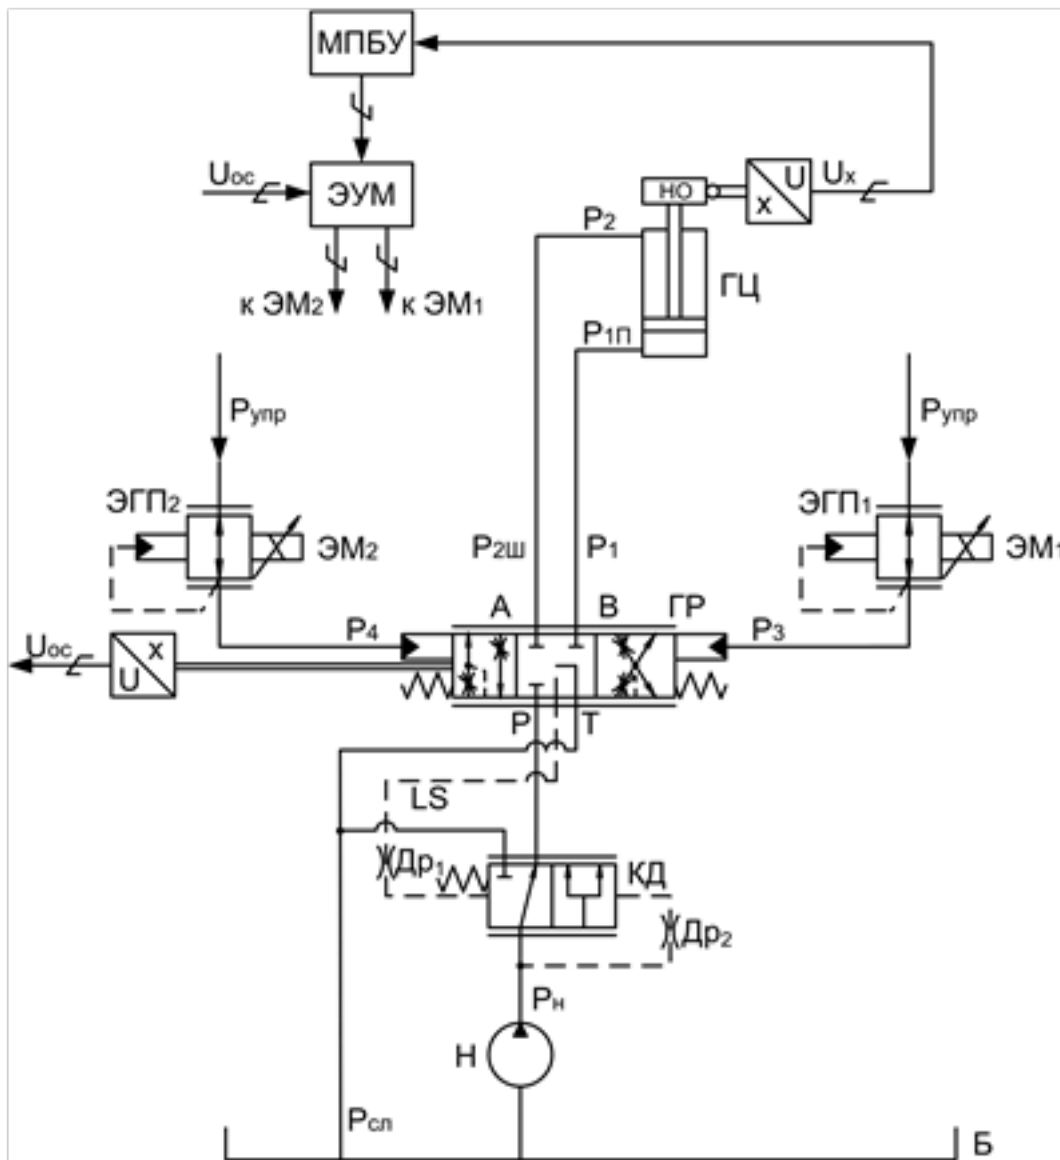 МПБУ
Uос
ЭУМ
к ЭМ2
к ЭМ1
НО
U
x
Ux
P2
ГЦ
P1П
Pупр
Pупр
ЭГП2
ЭМ2
ЭГП1
ЭМ1
P2Ш
P1
A
B
ГР
P4
P3
Uос
x
U
P
T
LS
Др1
КД
Др2
Pн
Н
Pсл
Б